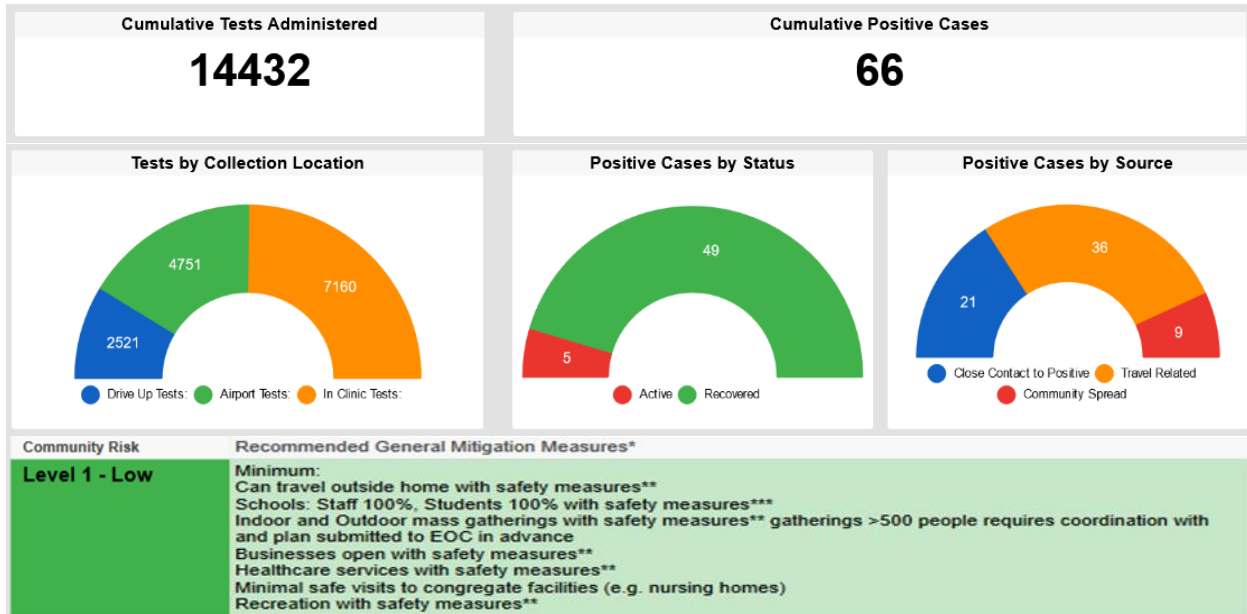 Cumulative Tests Administered
14432
Cumulative Positive Cases
66
Tests by Collection Location
2521
4751
7160
Drive Up Tests:
Airport Tests:
In Clinic Tests:
Positive Cases by Status
5
49
Active
Recovered
Positive Cases by Source
21
36
9
Close Contact to Positive
Travel Related
Community Spread
Community Risk
Level 1 - Low
Recommended General Mitigation Measures*
Minimum:
Can travel outside home with safety measures**
Schools: Staff 100%, Students 100% with safety measures***
Indoor and Outdoor mass gatherings with safety measures** gatherings >500 people requires coordination with
and plan submitted to EOC in advance
Businesses open with safety measures**
Healthcare services with safety measures**
Minimal safe visits to congregate facilities (e.g. nursing homes)
Recreation with safety measures**